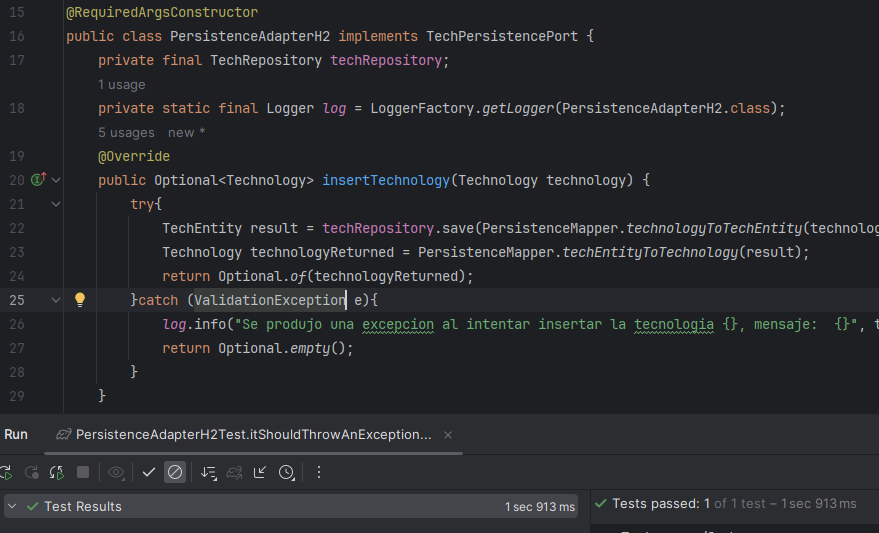 15 @RequiredArgsConstructor
16 public class PersistenceAdapterH2 implements TechPersistencePort {
17 private final TechRepository techRepository;
1 usage
18 private static final Logger log = LoggerFactory.getLogger(PersistenceAdapterH2.class);
5 usages new *
19 @Override
20 public Optional<Technology> insertTechnology(Technology technology) {
21 try{
22 TechEntity result = techRepository.save(PersistenceMapper.technologyToTechEntity(technolog
23 Technology technologyReturned = PersistenceMapper.techEntityToTechnology(result);
24 return Optional.of(technologyReturned);
25 }catch (ValidationException e){
26 log.info("Se produjo una excepcion al intentar insertar la tecnologia {}, mensaje:  {}", t
27 return Optional.empty();
28 }
29 }
Run PersistenceAdapterH2Test.itShouldThrowAnException... ×
Test Results 1 sec 913 ms
Tests passed: 1 of 1 test – 1 sec 913 ms